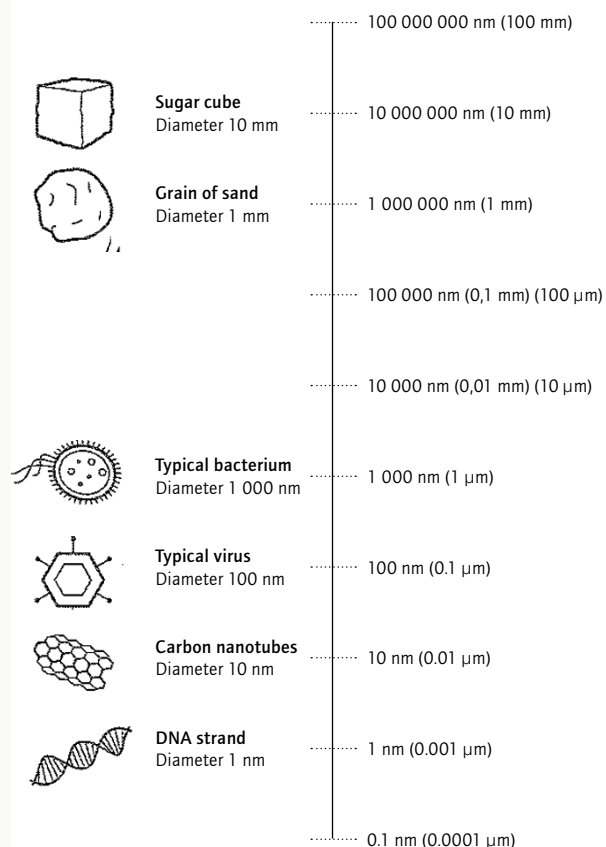 100 000 000 nm (100 mm)
Sugar cube
Diameter 10 mm
10 000 000 nm (10 mm)
Grain of sand
Diameter 1 mm
1 000 000 nm (1 mm)
100 000 nm (0,1 mm) (100 µm)
10 000 nm (0,01 mm) (10 µm)
Typical bacterium
Diameter 1 000 nm
1 000 nm (1 µm)
Typical virus
Diameter 100 nm
100 nm (0.1 µm)
Carbon nanotubes
Diameter 10 nm
10 nm (0.01 µm)
DNA strand
Diameter 1 nm
1 nm (0.001 µm)
0.1 nm (0.0001 µm)